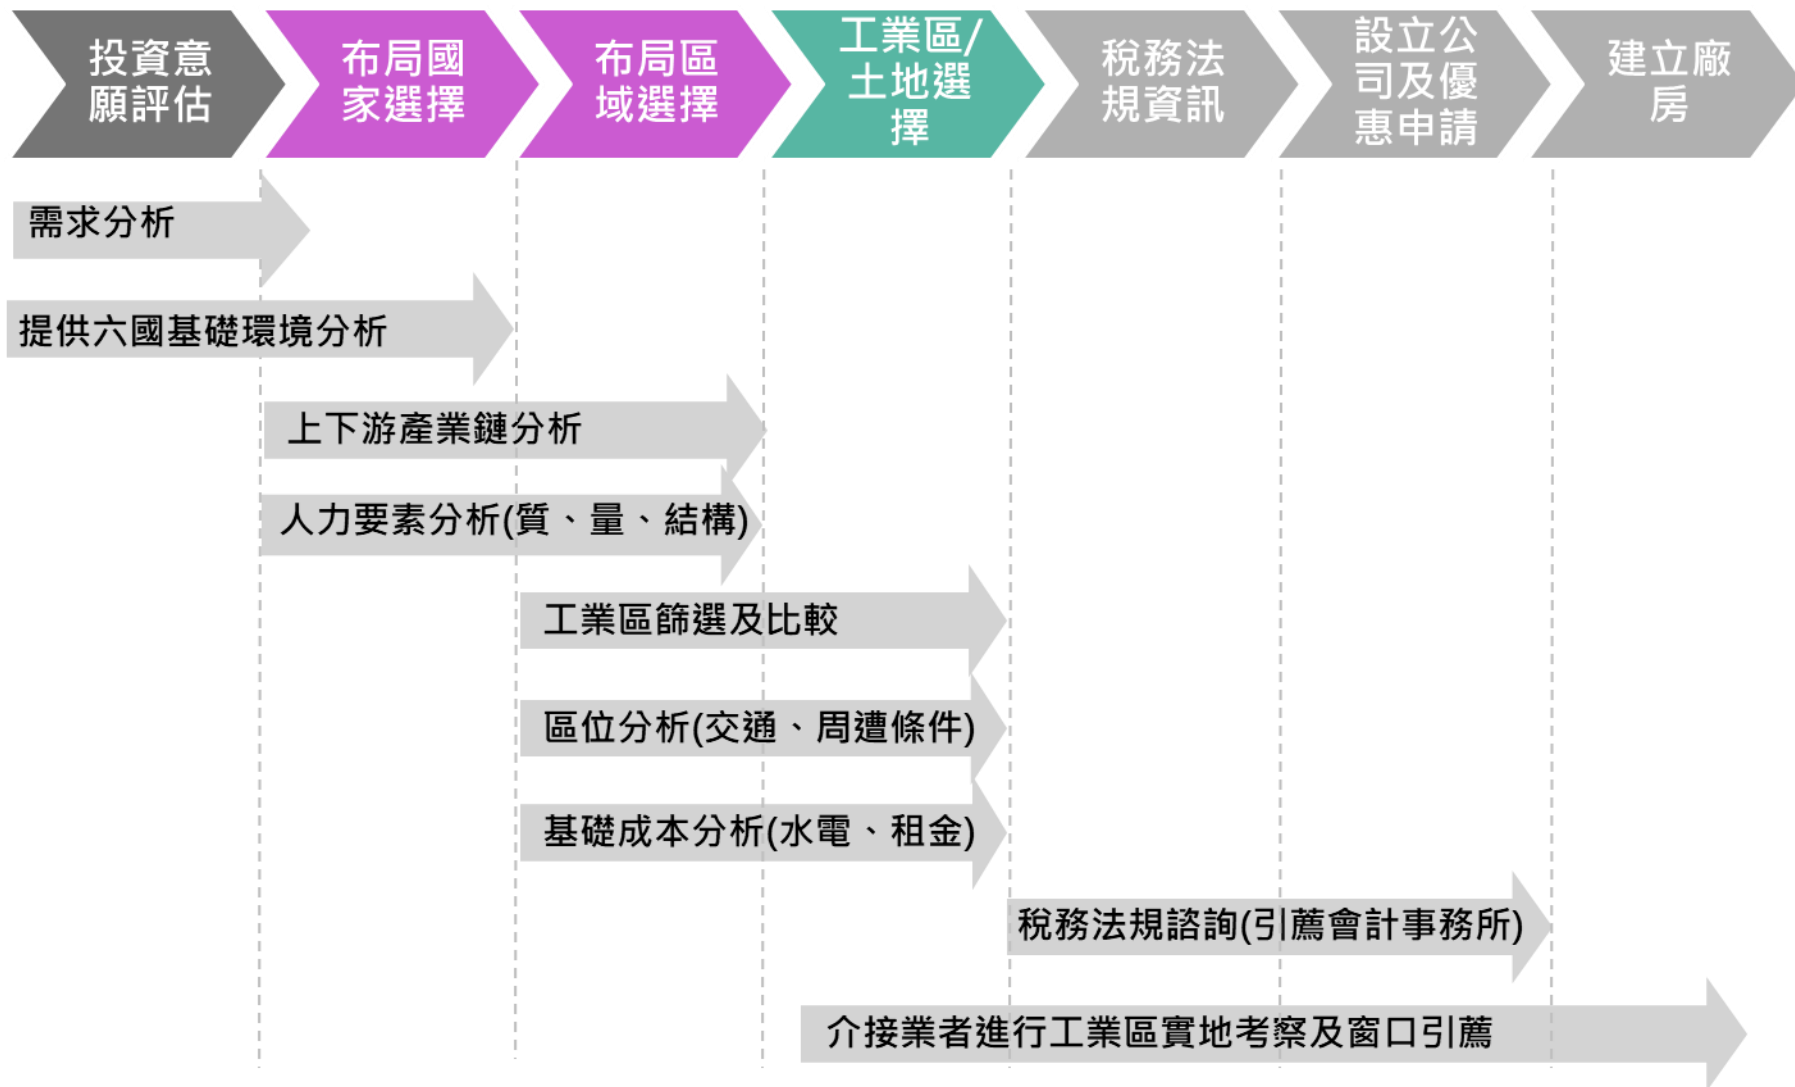 投資意
願評估
布局國
家選擇
布局區
域選擇
工業區/
土地選
擇
稅務法
規資訊
設立公
司及優
惠申請
建立廠
房
需求分析
提供六國基礎環境分析
上下游產業鏈分析
人力要素分析(質、量、結構)
工業區篩選及比較
區位分析(交通、周遭條件)
基礎成本分析(水電、租金)
稅務法規諮詢(引薦會計事務所)
介接業者進行工業區實地考察及窗口引薦